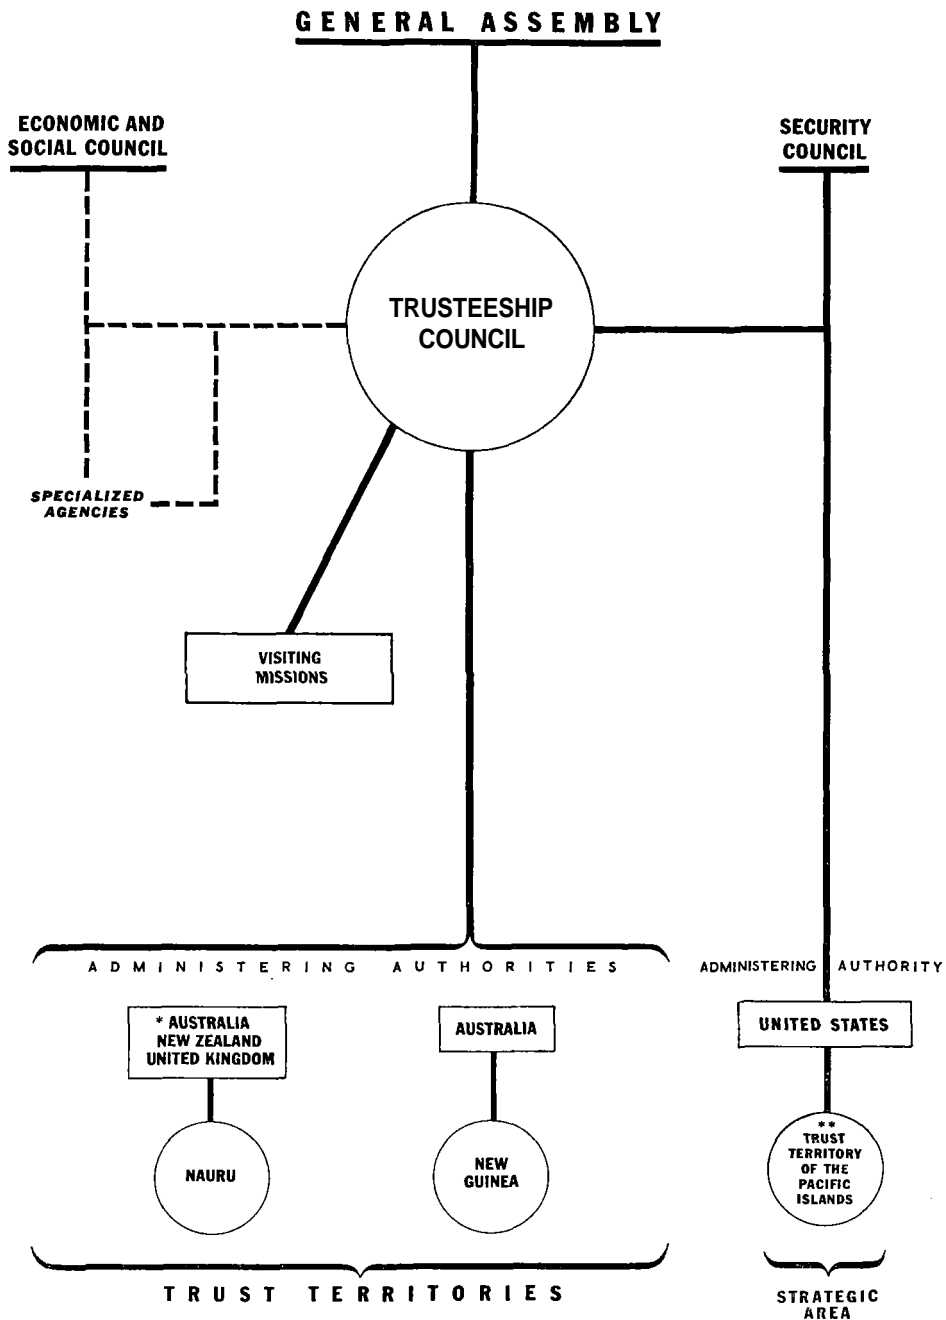 GENERAL ASSEMBLY
ECONOMIC AND
SOCIAL COUNCIL
SECURITY
COUNCIL
TRUSTEESHIP
COUNCIL
SPECIALIZED
AGENCIES
VISITING
MISSIONS
ADMINISTERING AUTHORITIES
ADMINISTERING AUTHORITY
* AUSTRALIA
NEW ZEALAND
UNITED KINGDOM
AUSTRALIA
UNITED STATES
NAURU
NEW
GUINEA
**
TRUST
TERRITORY
OF THE
PACIFIC
ISLANDS
TRUST TERRITORIES
STRATEGIC
AREA